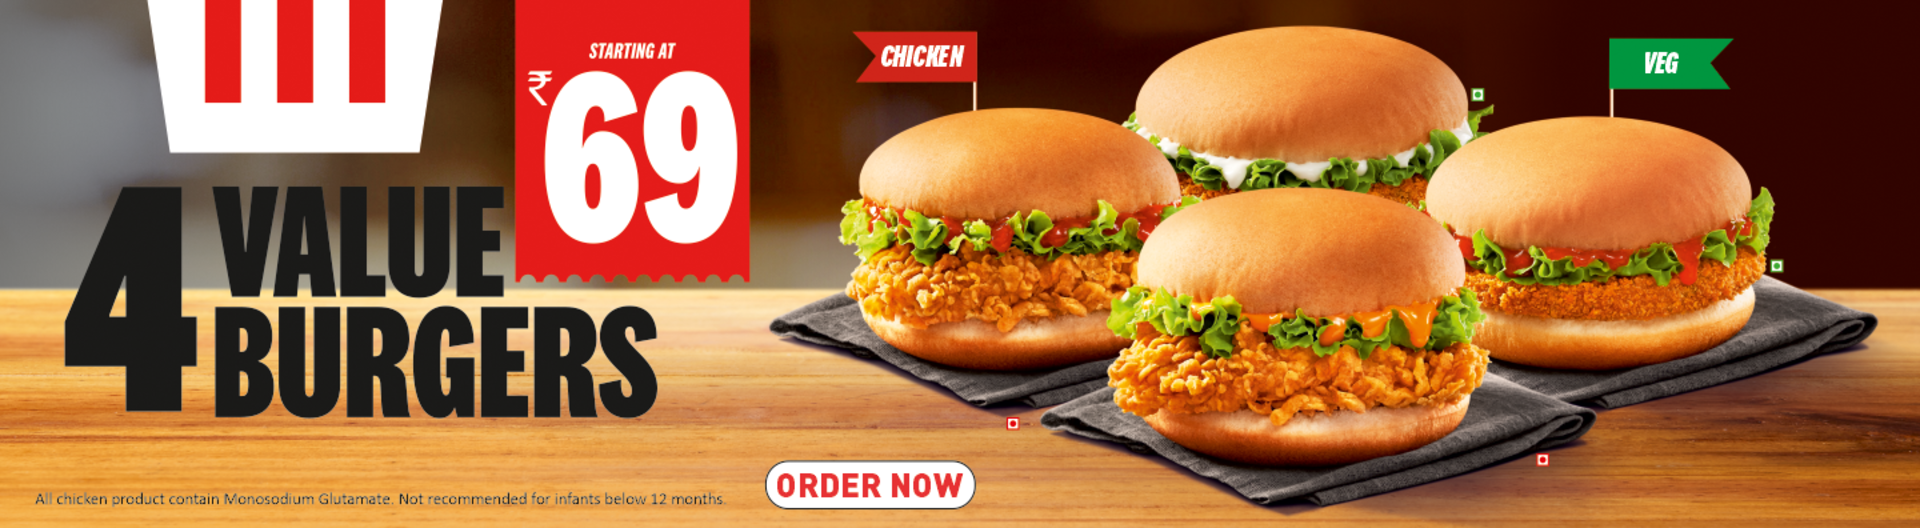 STARTING AT
₹69
4 VALUE
BURGERS
CHICKEN
VEG
ORDER NOW
All chicken product contain Monosodium Glutamate. Not recommended for infants below 12 months.